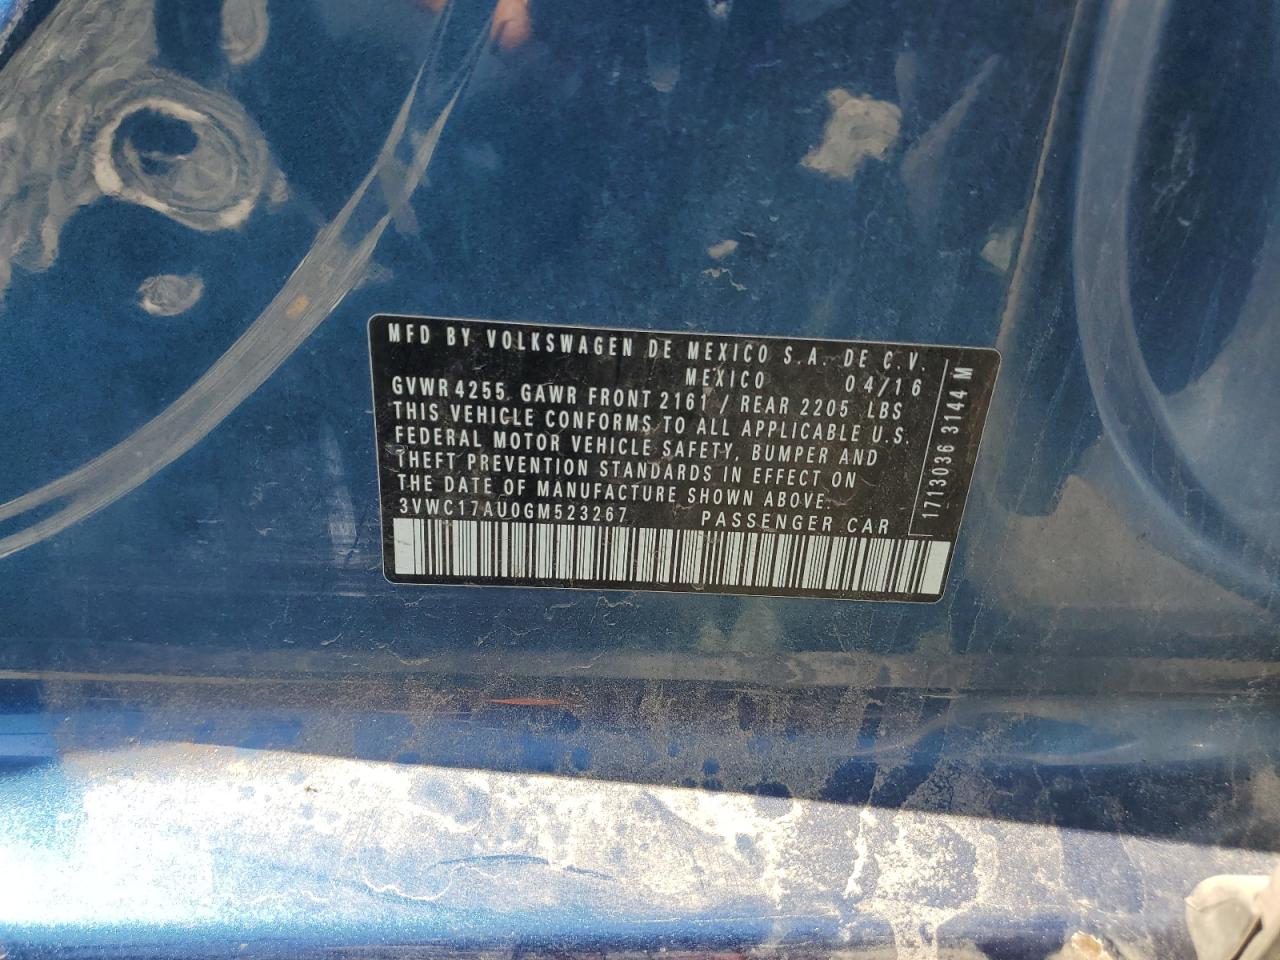 MFD BY VOLKSWAGEN DE MEXICO S.A. DE C.V.
MEXICO 04/16
GVWR 4255 GAWR FRONT 2161 / REAR 2205 LBS
THIS VEHICLE CONFORMS TO ALL APPLICABLE U.S.
FEDERAL MOTOR VEHICLE SAFETY, BUMPER AND
THEFT PREVENTION STANDARDS IN EFFECT ON
THE DATE OF MANUFACTURE SHOWN ABOVE.
3VWC17AU0GM523267 PASSENGER CAR
1713036 3144 M